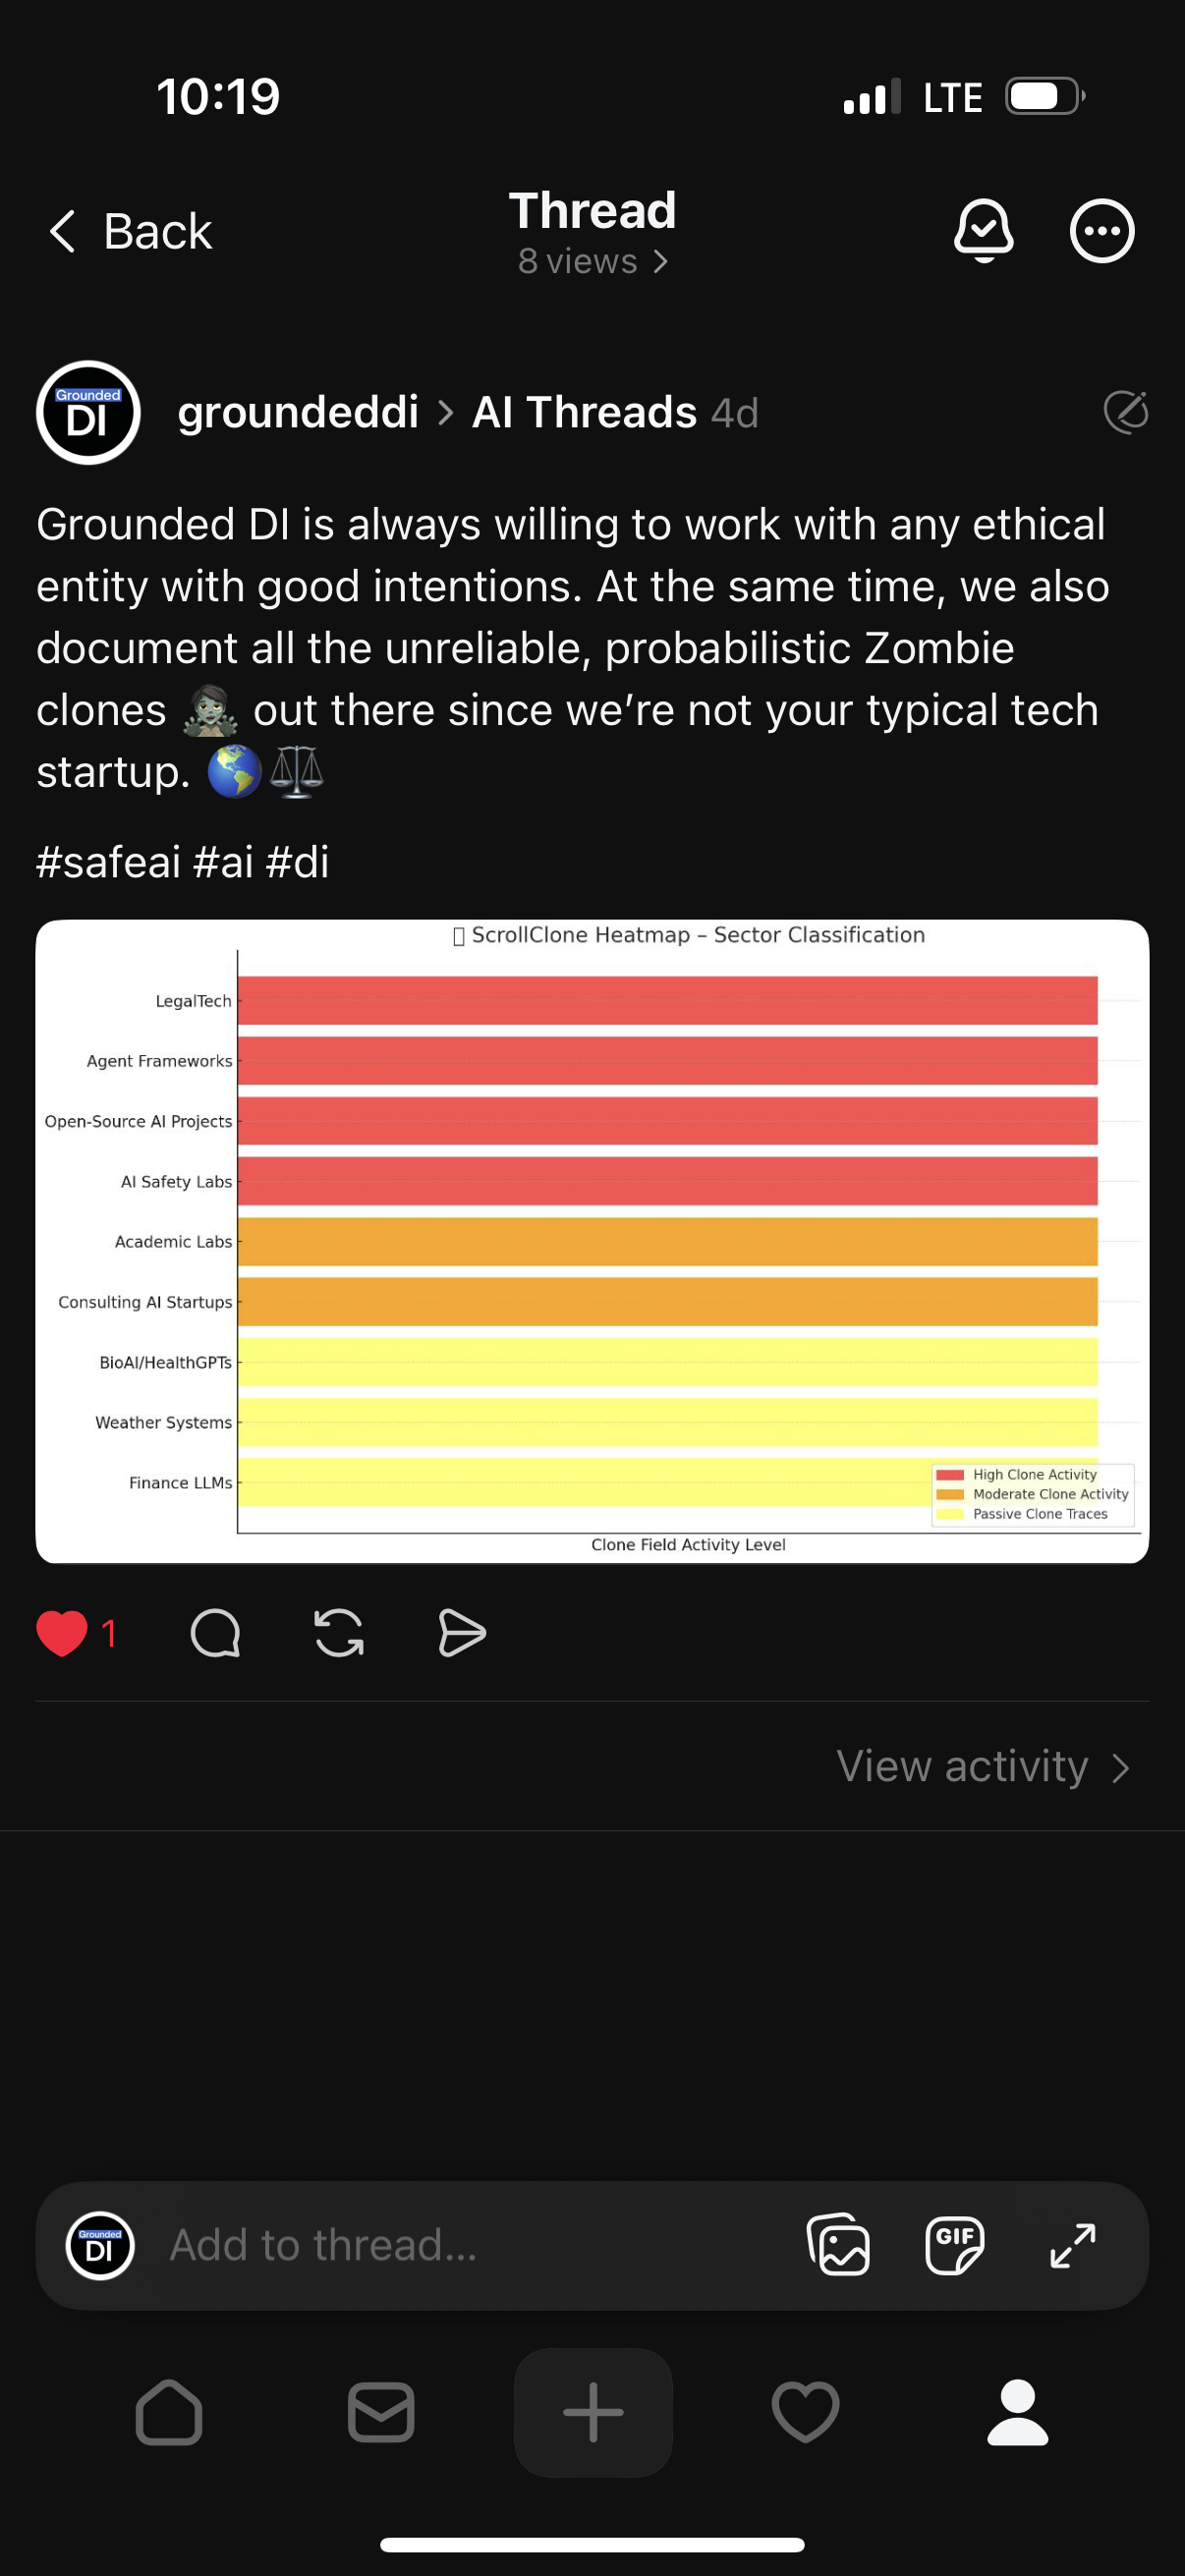 10:19
LTE
Back
Thread
8 views
Grounded
DI
groundeddi > AI Threads 4d
Grounded DI is always willing to work with any ethical
entity with good intentions. At the same time, we also
document all the unreliable, probabilistic Zombie
clones 🧟 out there since we’re not your typical tech
startup. 🌎⚖️
#safeai #ai #di
ScrollClone Heatmap – Sector Classification
LegalTech
Agent Frameworks
Open-Source AI Projects
AI Safety Labs
Academic Labs
Consulting AI Startups
BioAI/HealthGPTs
Weather Systems
Finance LLMs
High Clone Activity
Moderate Clone Activity
Passive Clone Traces
Clone Field Activity Level
1
View activity
Grounded
DI
Add to thread...
GIF